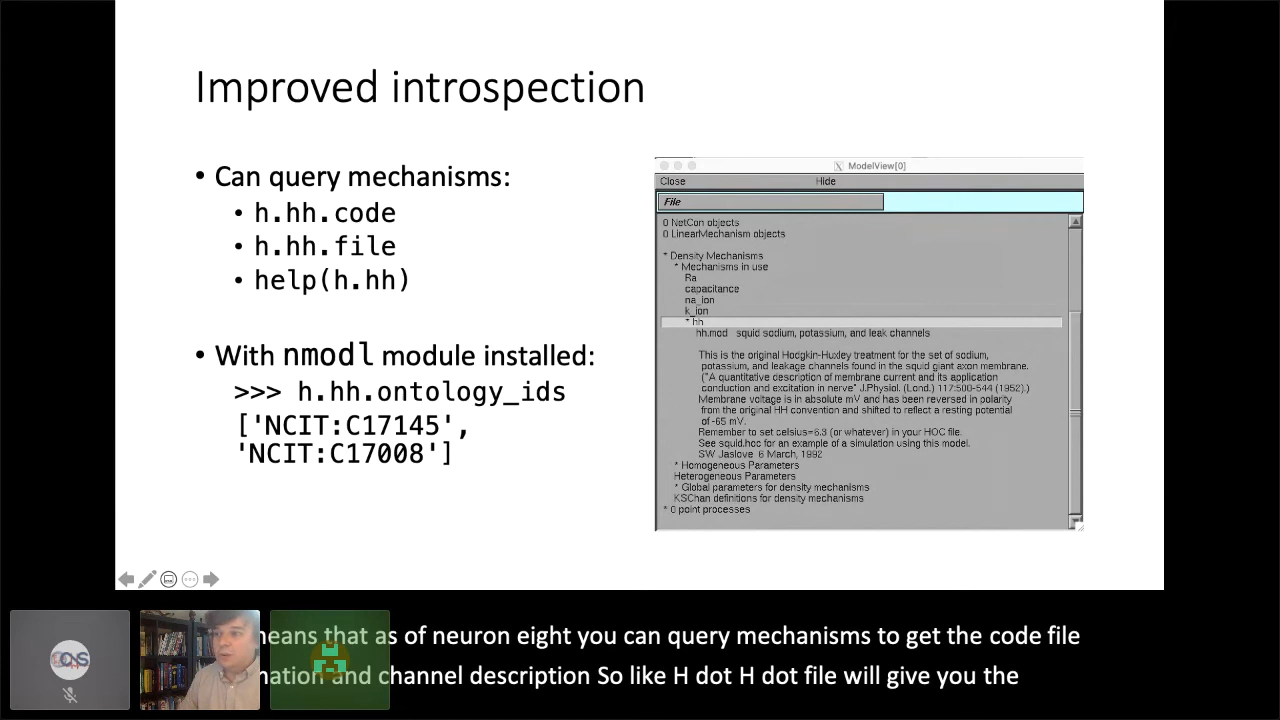 Improved introspection
• Can query mechanisms:
• h.hh.code
• h.hh.file
• help(h.hh)
• With nmodl module installed:
>>> h.hh.ontology_ids
['NCIT:C17145',
'NCIT:C17008']
ModelView[0]
Close Hide
File
0 NetCon objects
0 LinearMechanism objects
* Density Mechanisms
* Mechanisms in use
Ra
capacitance
na_ion
k_ion
* hh
hh.mod squid sodium, potassium, and leak channels
This is the original Hodgkin-Huxley treatment for the set of sodium,
potassium, and leakage channels found in the squid giant axon membrane.
("A quantitative description of membrane current and its application
conduction and excitation in nerve" J.Physiol. (Lond.) 117:500-544 (1952).)
Membrane voltage is in absolute mV and has been reversed in polarity
from the original HH convention and shifted to reflect a resting potential
of -65 mV.
Remember to set celsius=6.3 (or whatever) in your HOC file.
See squid.hoc for an example of a simulation using this model.
SW Jaslove 6 March, 1992
* Homogeneous Parameters
Heterogeneous Parameters
* Global parameters for density mechanisms
KSChan definitions for density mechanisms
* 0 point processes
means that as of neuron eight you can query mechanisms to get the code file
and channel description So like H dot H dot file will give you the